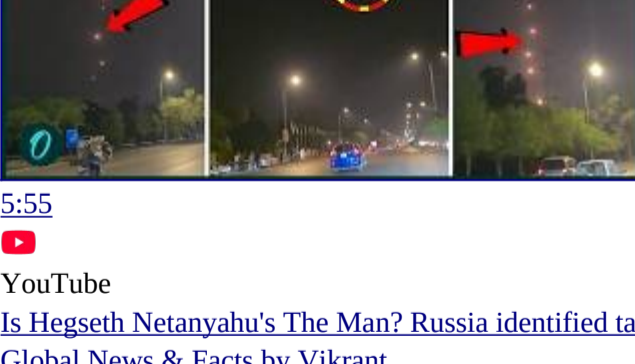 5:55
YouTube
Is Hegseth Netanyahu's The Man? Russia identified ta
Global News & Facts by Vikrant